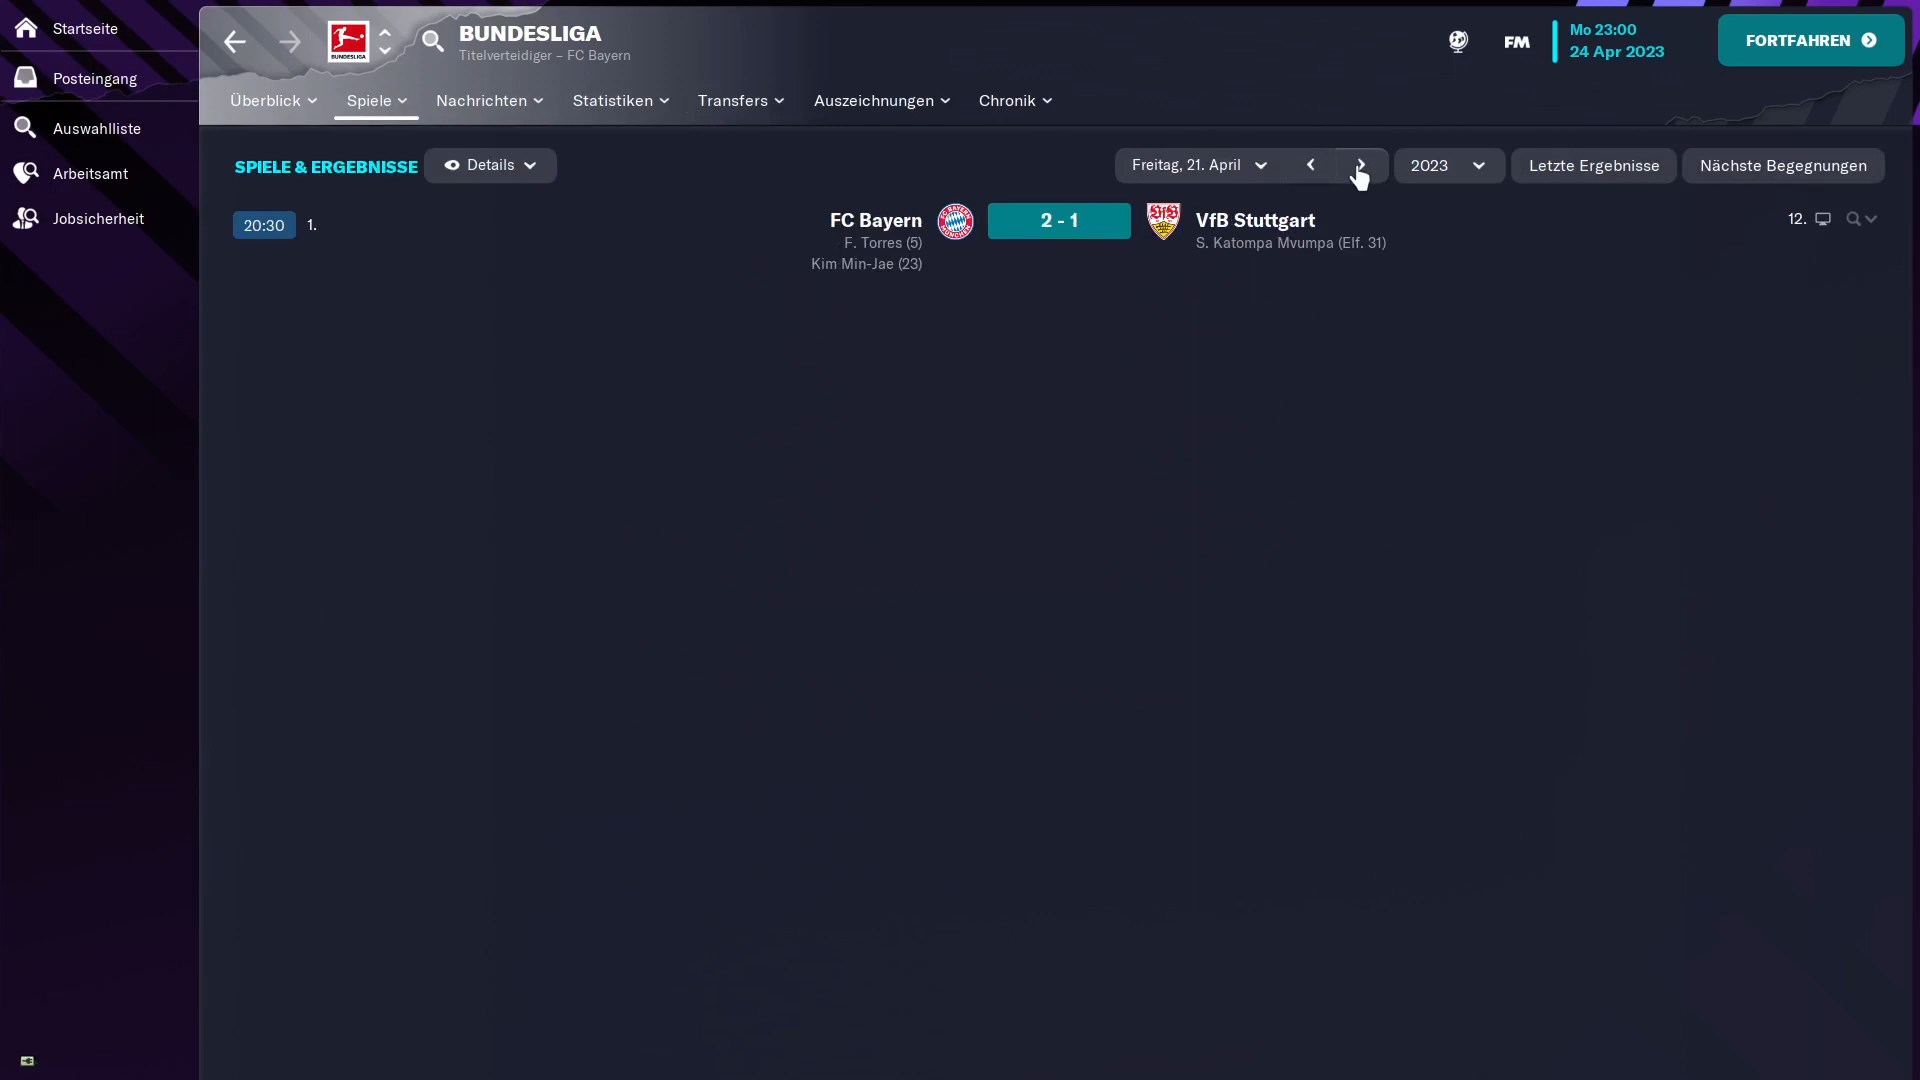 Startseite
Posteingang
Auswahlliste
Arbeitsamt
Jobsicherheit
BUNDESLIGA
BUNDESLIGA
Titelverteidiger – FC Bayern
FM
Mo 23:00
24 Apr 2023
FORTFAHREN
Überblick
Spiele
Nachrichten
Statistiken
Transfers
Auszeichnungen
Chronik
SPIELE & ERGEBNISSE
Details
Freitag, 21. April
2023
Letzte Ergebnisse
Nächste Begegnungen
20:30
1.
FC Bayern
2 - 1
VfB Stuttgart
12.
F. Torres (5)
S. Katompa Mvumpa (Elf. 31)
Kim Min-Jae (23)